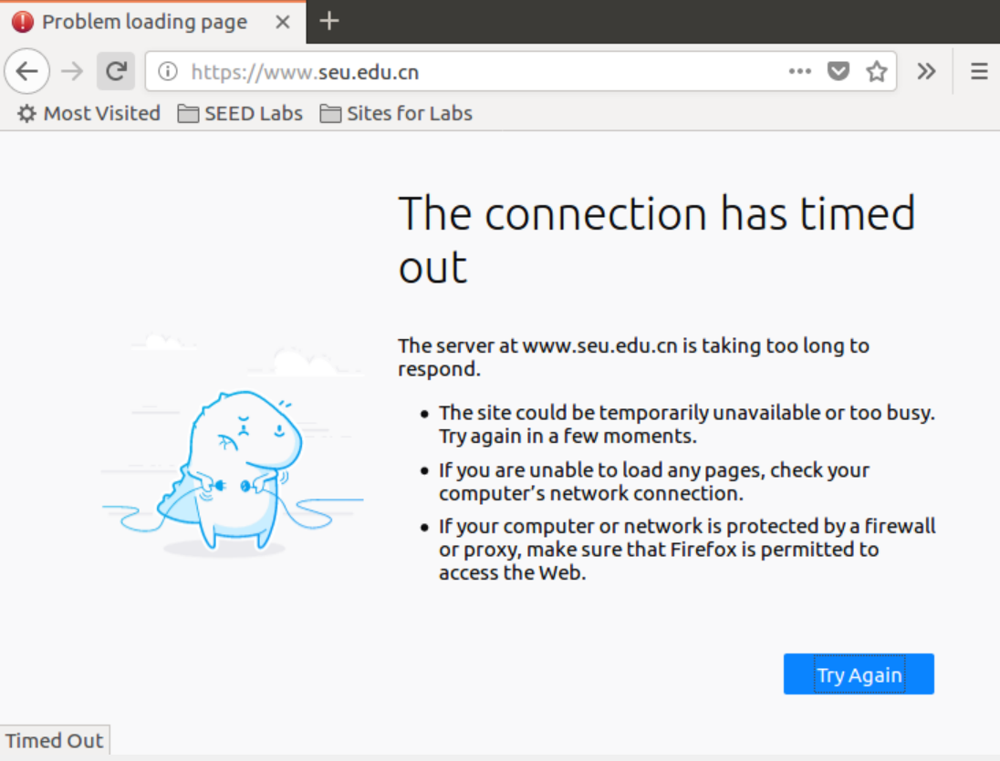 Problem loading page
https://www.seu.edu.cn
Most Visited SEED Labs Sites for Labs
The connection has timed
out
The server at www.seu.edu.cn is taking too long to
respond.
• The site could be temporarily unavailable or too busy.
Try again in a few moments.
• If you are unable to load any pages, check your
computer’s network connection.
• If your computer or network is protected by a firewall
or proxy, make sure that Firefox is permitted to
access the Web.
Try Again
Timed Out